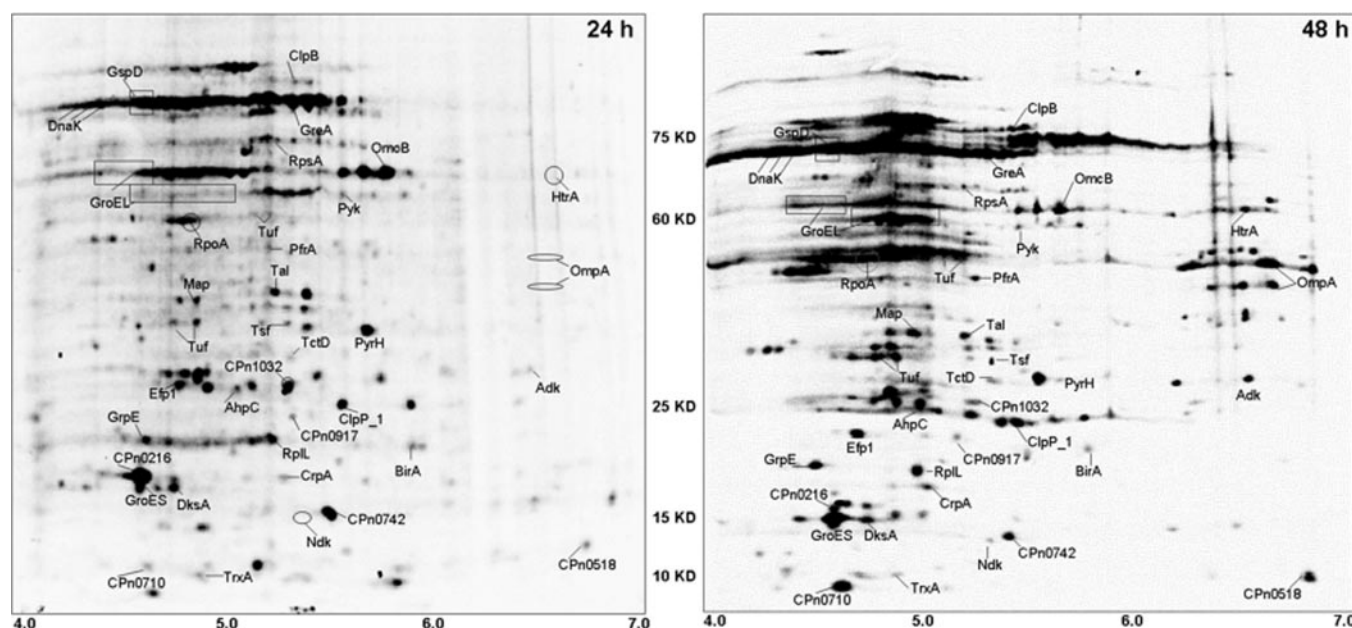 24 h
ClpB
GspD
DnaK
GreA
RpsA
OmcB
GroEL
Pyk
HtrA
RpoA
Tuf
PfrA
OmpA
Map
Tal
Tuf
Tsf
TctD
PyrH
CPn1032
Efp1
AhpC
Adk
GrpE
CPn0917
ClpP_1
CPn0216
RplL
BirA
CrpA
GroES
DksA
Ndk
CPn0742
CPn0710
TrxA
CPn0518
4.0 5.0 6.0 7.0
75 KD
60 KD
25 KD
15 KD
10 KD
48 h
ClpB
GspD
DnaK
GreA
RpsA
OmcB
GroEL
Pyk
HtrA
RpoA
Tuf
PfrA
OmpA
Map
Tal
Tsf
Tuf
TctD
PyrH
Adk
CPn1032
AhpC
ClpP_1
Efp1
CPn0917
BirA
GrpE
RplL
CPn0216
CrpA
GroES
DksA
Ndk
CPn0742
CPn0710
TrxA
CPn0518
4.0 5.0 6.0 7.0